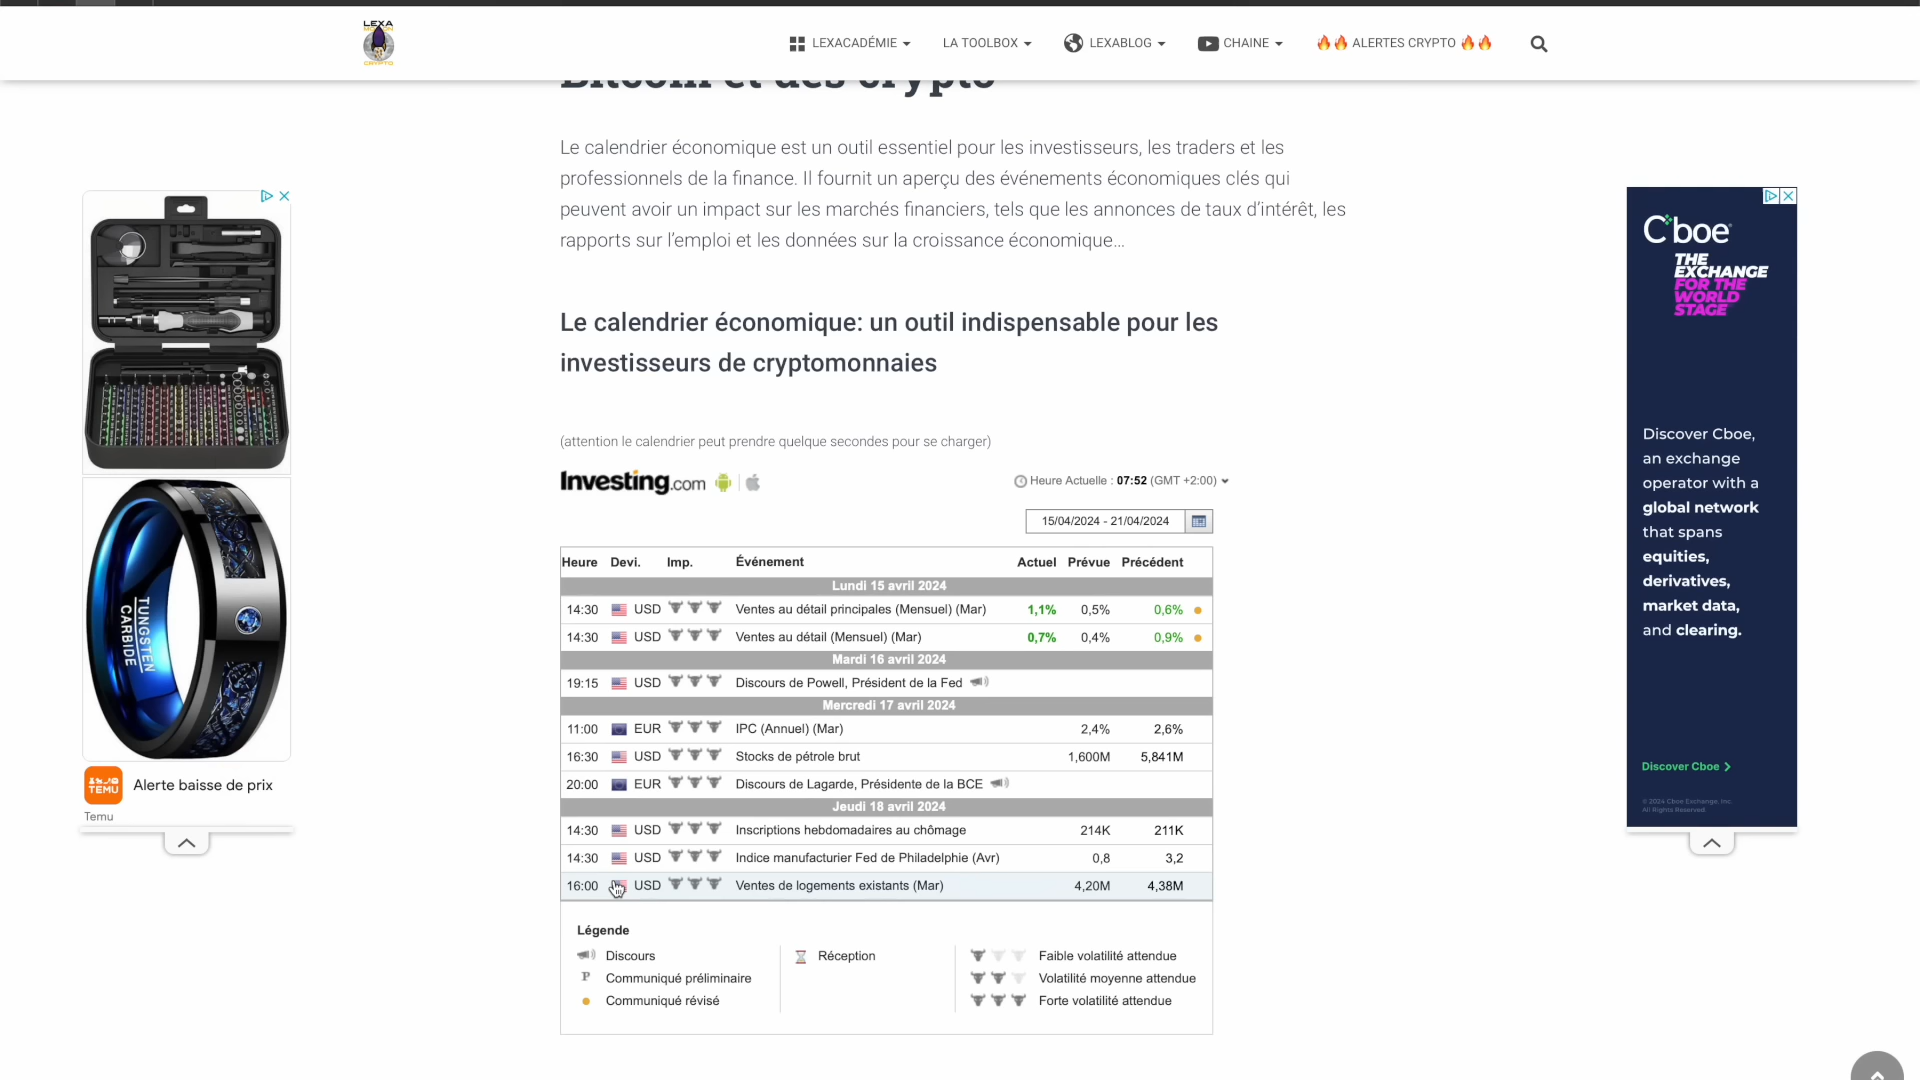 LEXA
CRYPTO
LEXACADÉMIE
LA TOOLBOX
LEXABLOG
CHAINE
ALERTES CRYPTO
Bitcoin et des crypto
Le calendrier économique est un outil essentiel pour les investisseurs, les traders et les
professionnels de la finance. Il fournit un aperçu des événements économiques clés qui
peuvent avoir un impact sur les marchés financiers, tels que les annonces de taux d'intérêt, les
rapports sur l'emploi et les données sur la croissance économique…
Le calendrier économique: un outil indispensable pour les
investisseurs de cryptomonnaies
(attention le calendrier peut prendre quelque secondes pour se charger)
Investing.com
Heure Actuelle : 07:52 (GMT +2:00)
15/04/2024 - 21/04/2024
Heure Devi. Imp. Événement Actuel Prévue Précédent
Lundi 15 avril 2024
14:30 USD Ventes au détail principales (Mensuel) (Mar) 1,1% 0,5% 0,6%
14:30 USD Ventes au détail (Mensuel) (Mar) 0,7% 0,4% 0,9%
Mardi 16 avril 2024
19:15 USD Discours de Powell, Président de la Fed
Mercredi 17 avril 2024
11:00 EUR IPC (Annuel) (Mar) 2,4% 2,6%
16:30 USD Stocks de pétrole brut 1,600M 5,841M
20:00 EUR Discours de Lagarde, Présidente de la BCE
Jeudi 18 avril 2024
14:30 USD Inscriptions hebdomadaires au chômage 214K 211K
14:30 USD Indice manufacturier Fed de Philadelphie (Avr) 0,8 3,2
16:00 USD Ventes de logements existants (Mar) 4,20M 4,38M
Légende
Discours
P Communiqué préliminaire
Communiqué révisé
Réception
Faible volatilité attendue
Volatilité moyenne attendue
Forte volatilité attendue
TUNGSTEN
CARBIDE
TEMU
Alerte baisse de prix
Temu
Cboe
THE
EXCHANGE
FOR THE
WORLD
STAGE
Discover Cboe,
an exchange
operator with a
global network
that spans
equities,
derivatives,
market data,
and clearing.
Discover Cboe
© 2024 Cboe Exchange, Inc.
All Rights Reserved